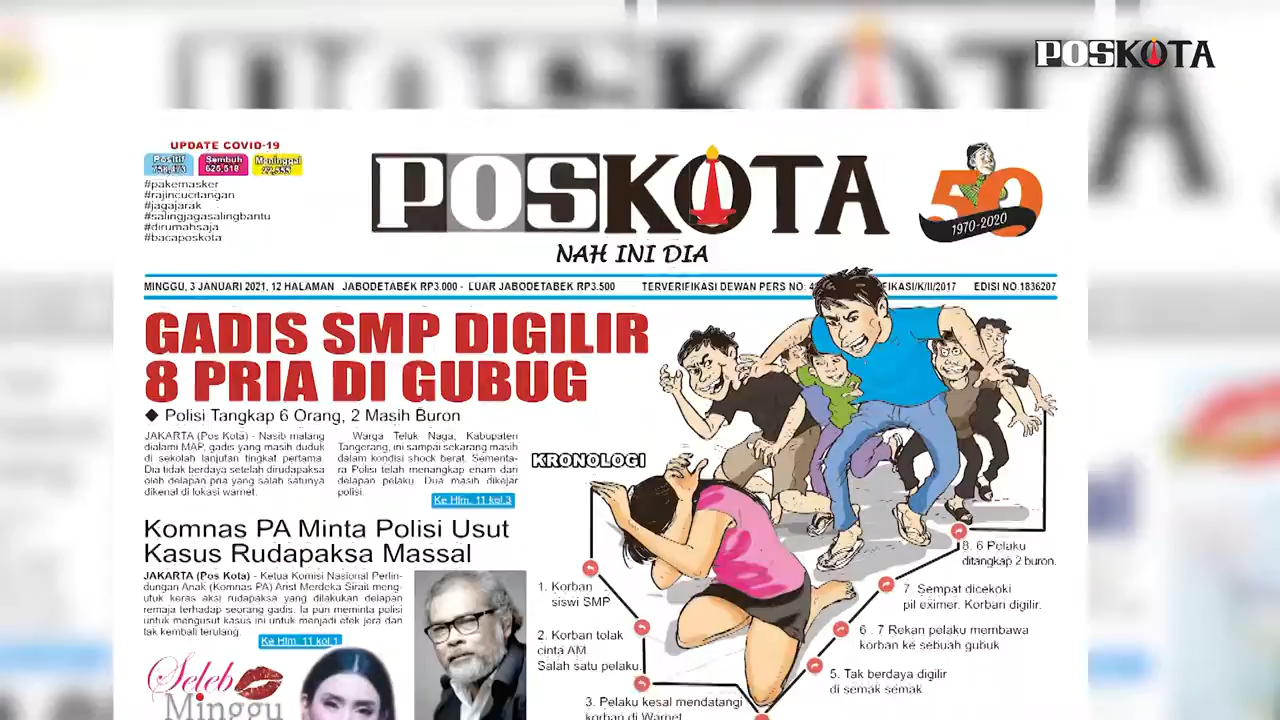 POSKOTA
UPDATE COVID-19
Positif
Sembuh
Meninggal
625,518
#pakemasker
#rajincucitangan
#jagajarak
#salingjagasalingbantu
#dirumahsaja
#bacaposkota
POSKOTA
NAH INI DIA
50
1970-2020
MINGGU, 3 JANUARI 2021, 12 HALAMAN JABODETABEK RP3.000 - LUAR JABODETABEK RP3.500 TERVERIFIKASI DEWAN PERS NO: IKASI/K/II/2017 EDISI NO.1836207
GADIS SMP DIGILIR
8 PRIA DI GUBUG
◆ Polisi Tangkap 6 Orang, 2 Masih Buron
JAKARTA (Pos Kota) - Nasib malang
dialami MAP, gadis yang masih duduk
di sekolah lanjutan tingkat pertama.
Dia tidak berdaya setelah dirudapaksa
oleh delapan pria yang salah satunya
dikenal di lokasi warnet.
Warga Teluk Naga, Kabupaten
Tangerang, ini sampai sekarang masih
dalam kondisi shock berat. Sementa-
ra Polisi telah menangkap enam dari
delapan pelaku. Dua masih dikejar
polisi.
Ke Hlm. 11 kol.3
Komnas PA Minta Polisi Usut
Kasus Rudapaksa Massal
JAKARTA (Pos Kota) - Ketua Komisi Nasional Perlin-
dungan Anak (Komnas PA) Arist Merdeka Sirait meng-
utuk keras aksi rudapaksa yang dilakukan delapan
remaja terhadap seorang gadis. Ia pun meminta polisi
untuk mengusut kasus ini untuk menjadi efek jera dan
tak kembali terulang.
Ke Hlm. 11 kol.1
Seleb
Minggu
KRONOLOGI
1. Korban
siswi SMP
2. Korban tolak
cinta AM.
Salah satu pelaku.
3. Pelaku kesal mendatangi
korban di Warnet
5. Tak berdaya digilir
di semak semak
6 . 7 Rekan pelaku membawa
korban ke sebuah gubuk
7. Sempat dicekoki
pil eximer. Korban digilir.
8. 6 Pelaku
ditangkap 2 buron.